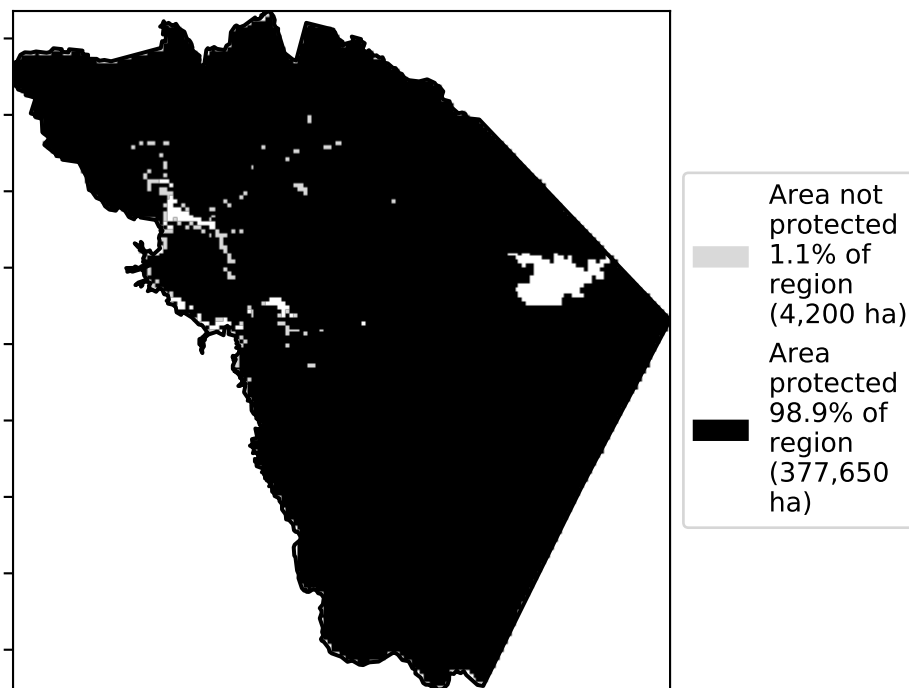 Area not
protected
1.1% of
region
(4,200 ha)
Area
protected
98.9% of
region
(377,650
ha)